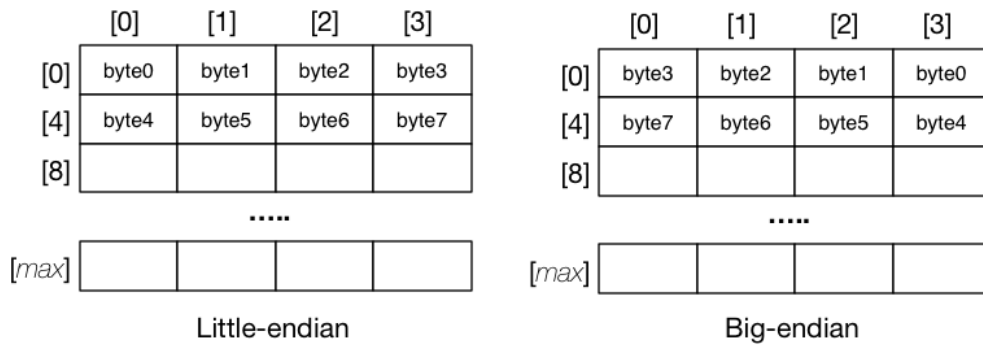 [0] [1] [2] [3]
[0] byte0 byte1 byte2 byte3
[4] byte4 byte5 byte6 byte7
[8]
.....
[max]
Little-endian
[0] [1] [2] [3]
[0] byte3 byte2 byte1 byte0
[4] byte7 byte6 byte5 byte4
[8]
.....
[max]
Big-endian